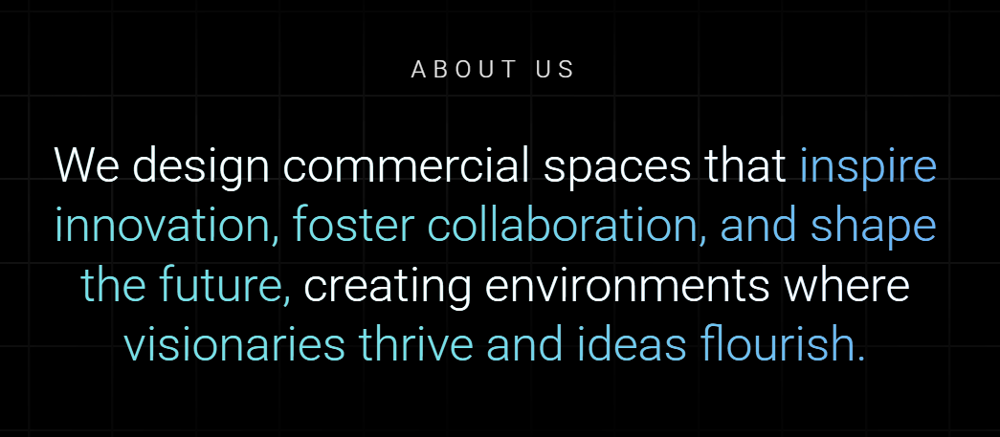 ABOUT US
We design commercial spaces that inspire
innovation, foster collaboration, and shape
the future, creating environments where
visionaries thrive and ideas flourish.